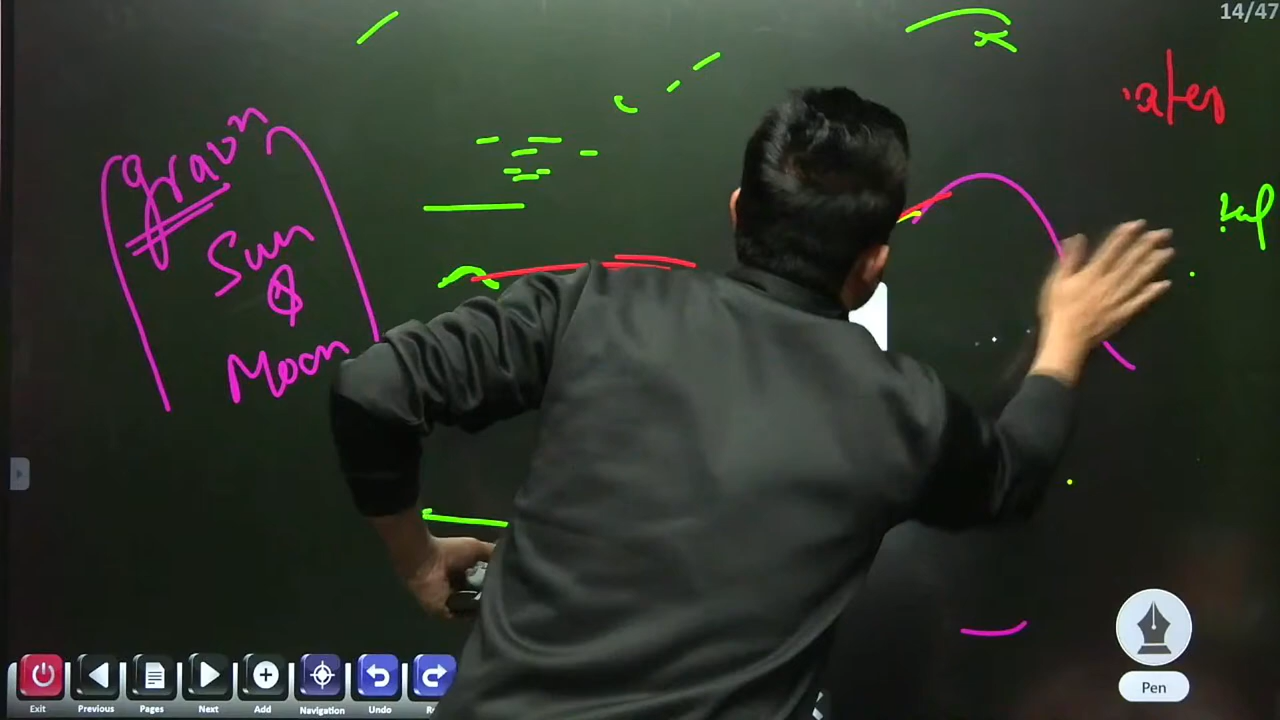 14/47
gravn
Sun
&
Moon
Exit
Previous
Pages
Next
Add
Navigation
Undo
Pen